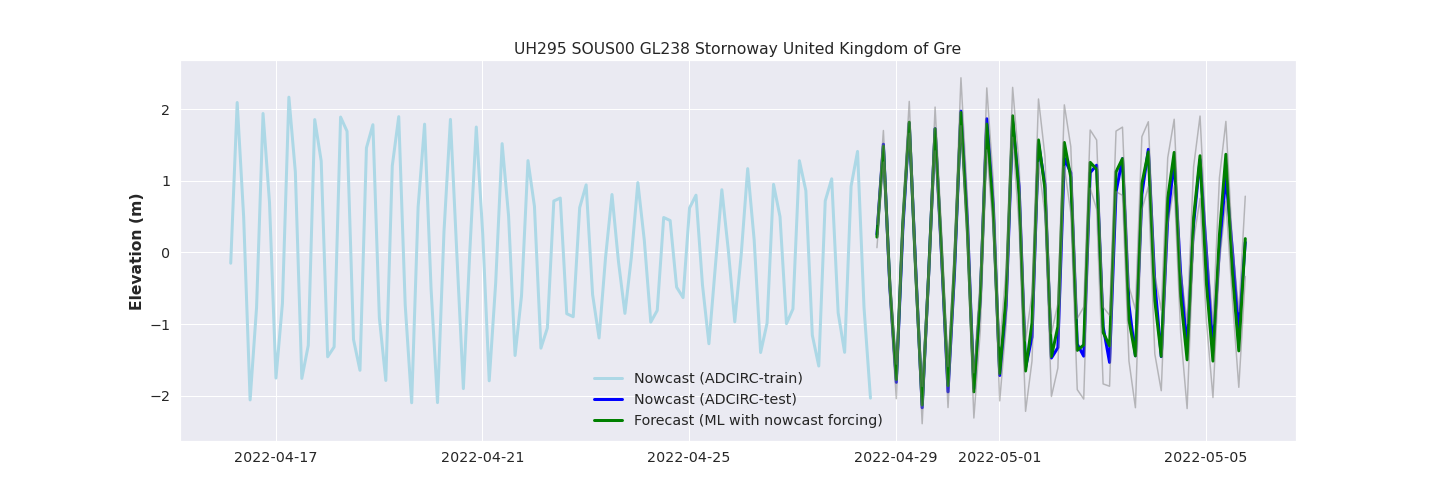 UH295 SOUS00 GL238 Stornoway United Kingdom of Gre
Elevation (m)
2
1
0
−1
−2
Nowcast (ADCIRC-train)
Nowcast (ADCIRC-test)
Forecast (ML with nowcast forcing)
2022-04-17 2022-04-21 2022-04-25 2022-04-29 2022-05-01 2022-05-05